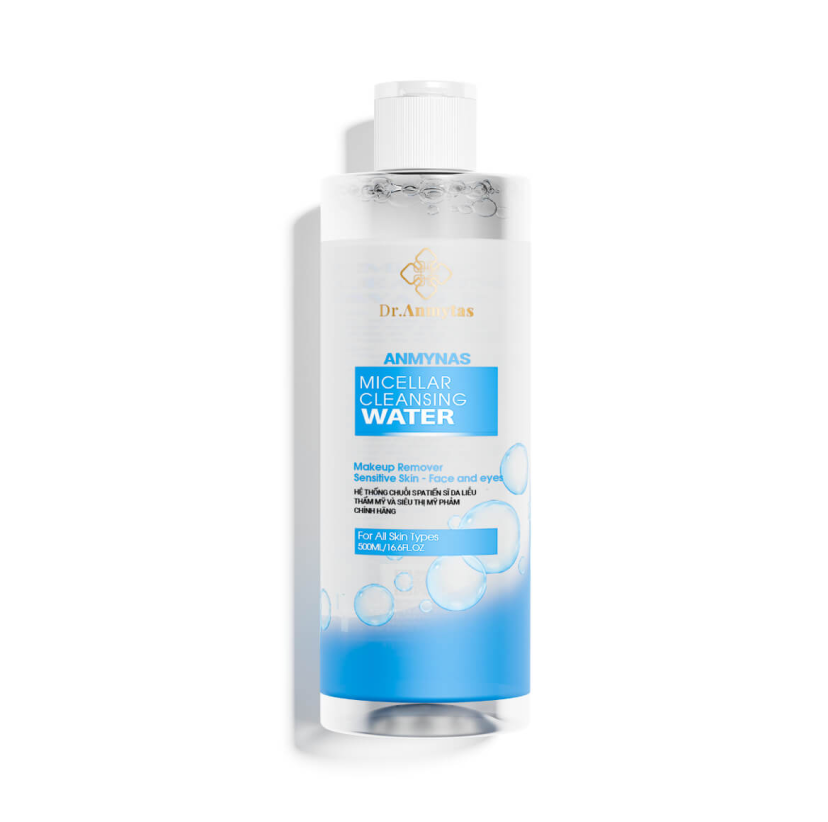 Dr.Anmytas
ANMYNAS
MICELLAR
CLEANSING
WATER
Makeup Remover
Sensitive Skin - Face and eyes
HỆ THỐNG CHUỖI SPA TIẾN SĨ DA LIỄU
THẨM MỸ VÀ SIÊU THỊ MỸ PHẨM
CHÍNH HÃNG
For All Skin Types
500ML/16.6FL.OZ